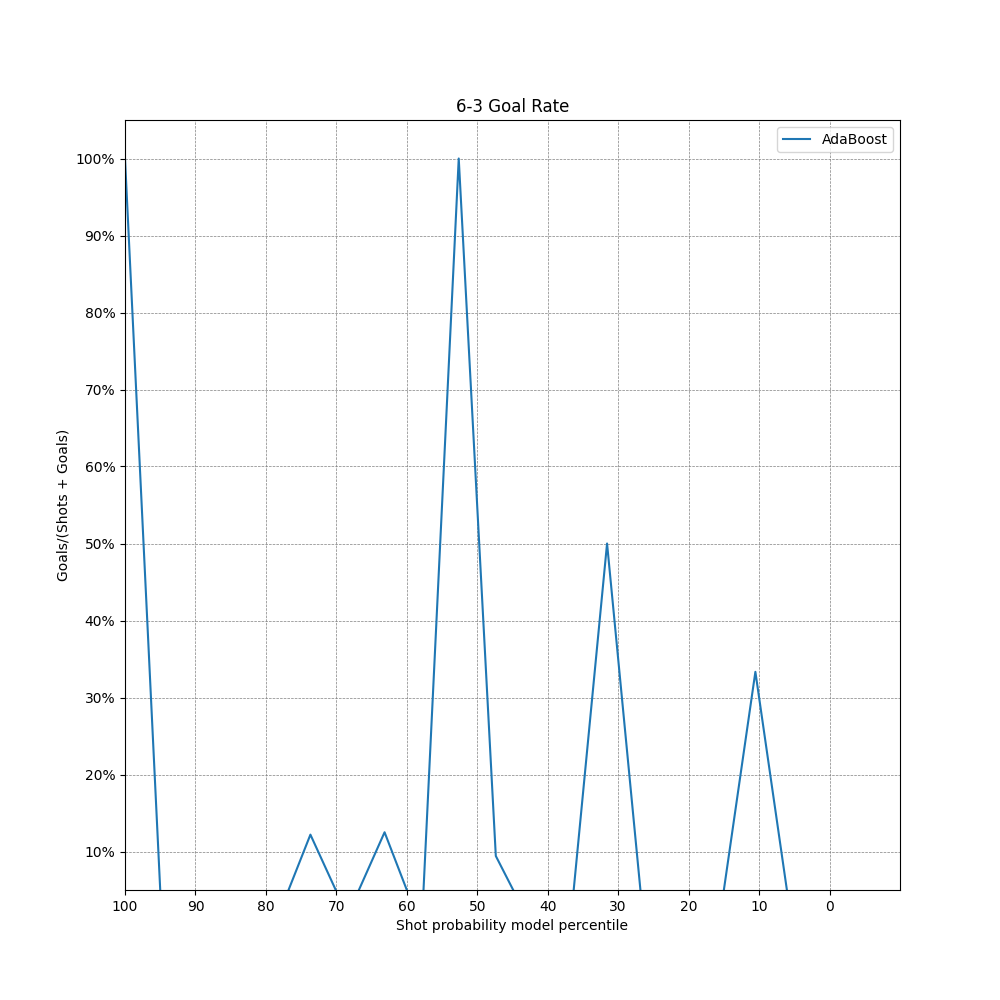 6-3 Goal Rate
AdaBoost
100%
90%
80%
70%
60%
50%
40%
30%
20%
10%
Goals/(Shots + Goals)
100 90 80 70 60 50 40 30 20 10 0
Shot probability model percentile